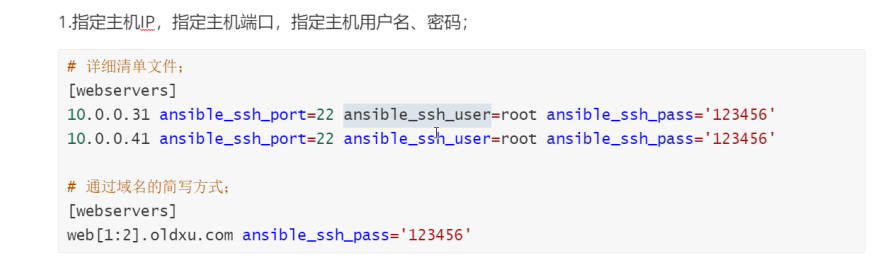 1.指定主机IP，指定主机端口，指定主机用户名、密码；
# 详细清单文件；
[webservers]
10.0.0.31 ansible_ssh_port=22 ansible_ssh_user=root ansible_ssh_pass='123456'
10.0.0.41 ansible_ssh_port=22 ansible_ssh_user=root ansible_ssh_pass='123456'
# 通过域名的简写方式；
[webservers]
web[1:2].oldxu.com ansible_ssh_pass='123456'